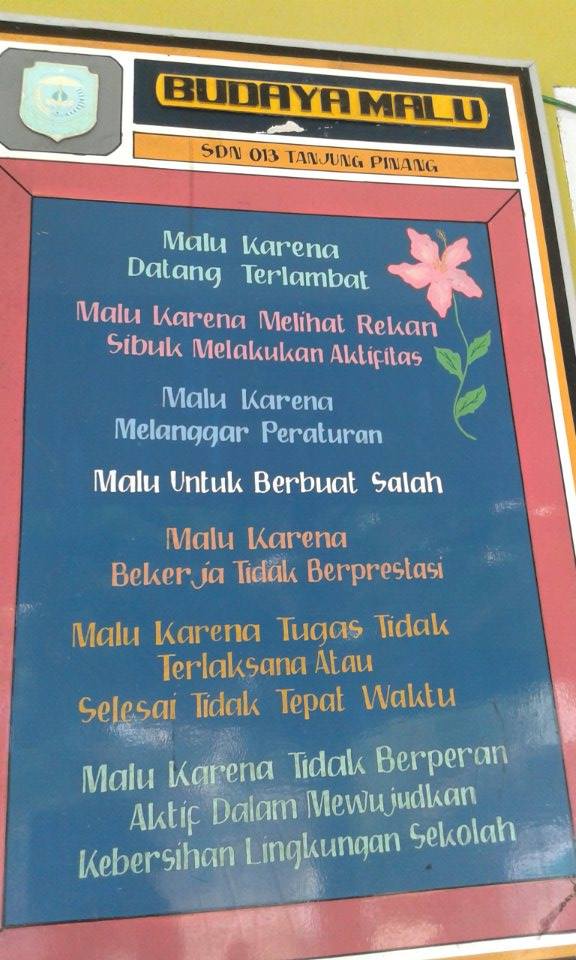 BUDAYA MALU
SDN 013 TANJUNG PINANG
Malu Karena
Datang Terlambat
Malu Karena Melihat Rekan
Sibuk Melakukan Aktifitas
Malu Karena
Melanggar Peraturan
Malu Untuk Berbuat Salah
Malu Karena
Bekerja Tidak Berprestasi
Malu Karena Tugas Tidak
Terlaksana Atau
Selesai Tidak Tepat Waktu
Malu Karena Tidak Berperan
Aktif Dalam Mewujudkan
Kebersihan Lingkungan Sekolah